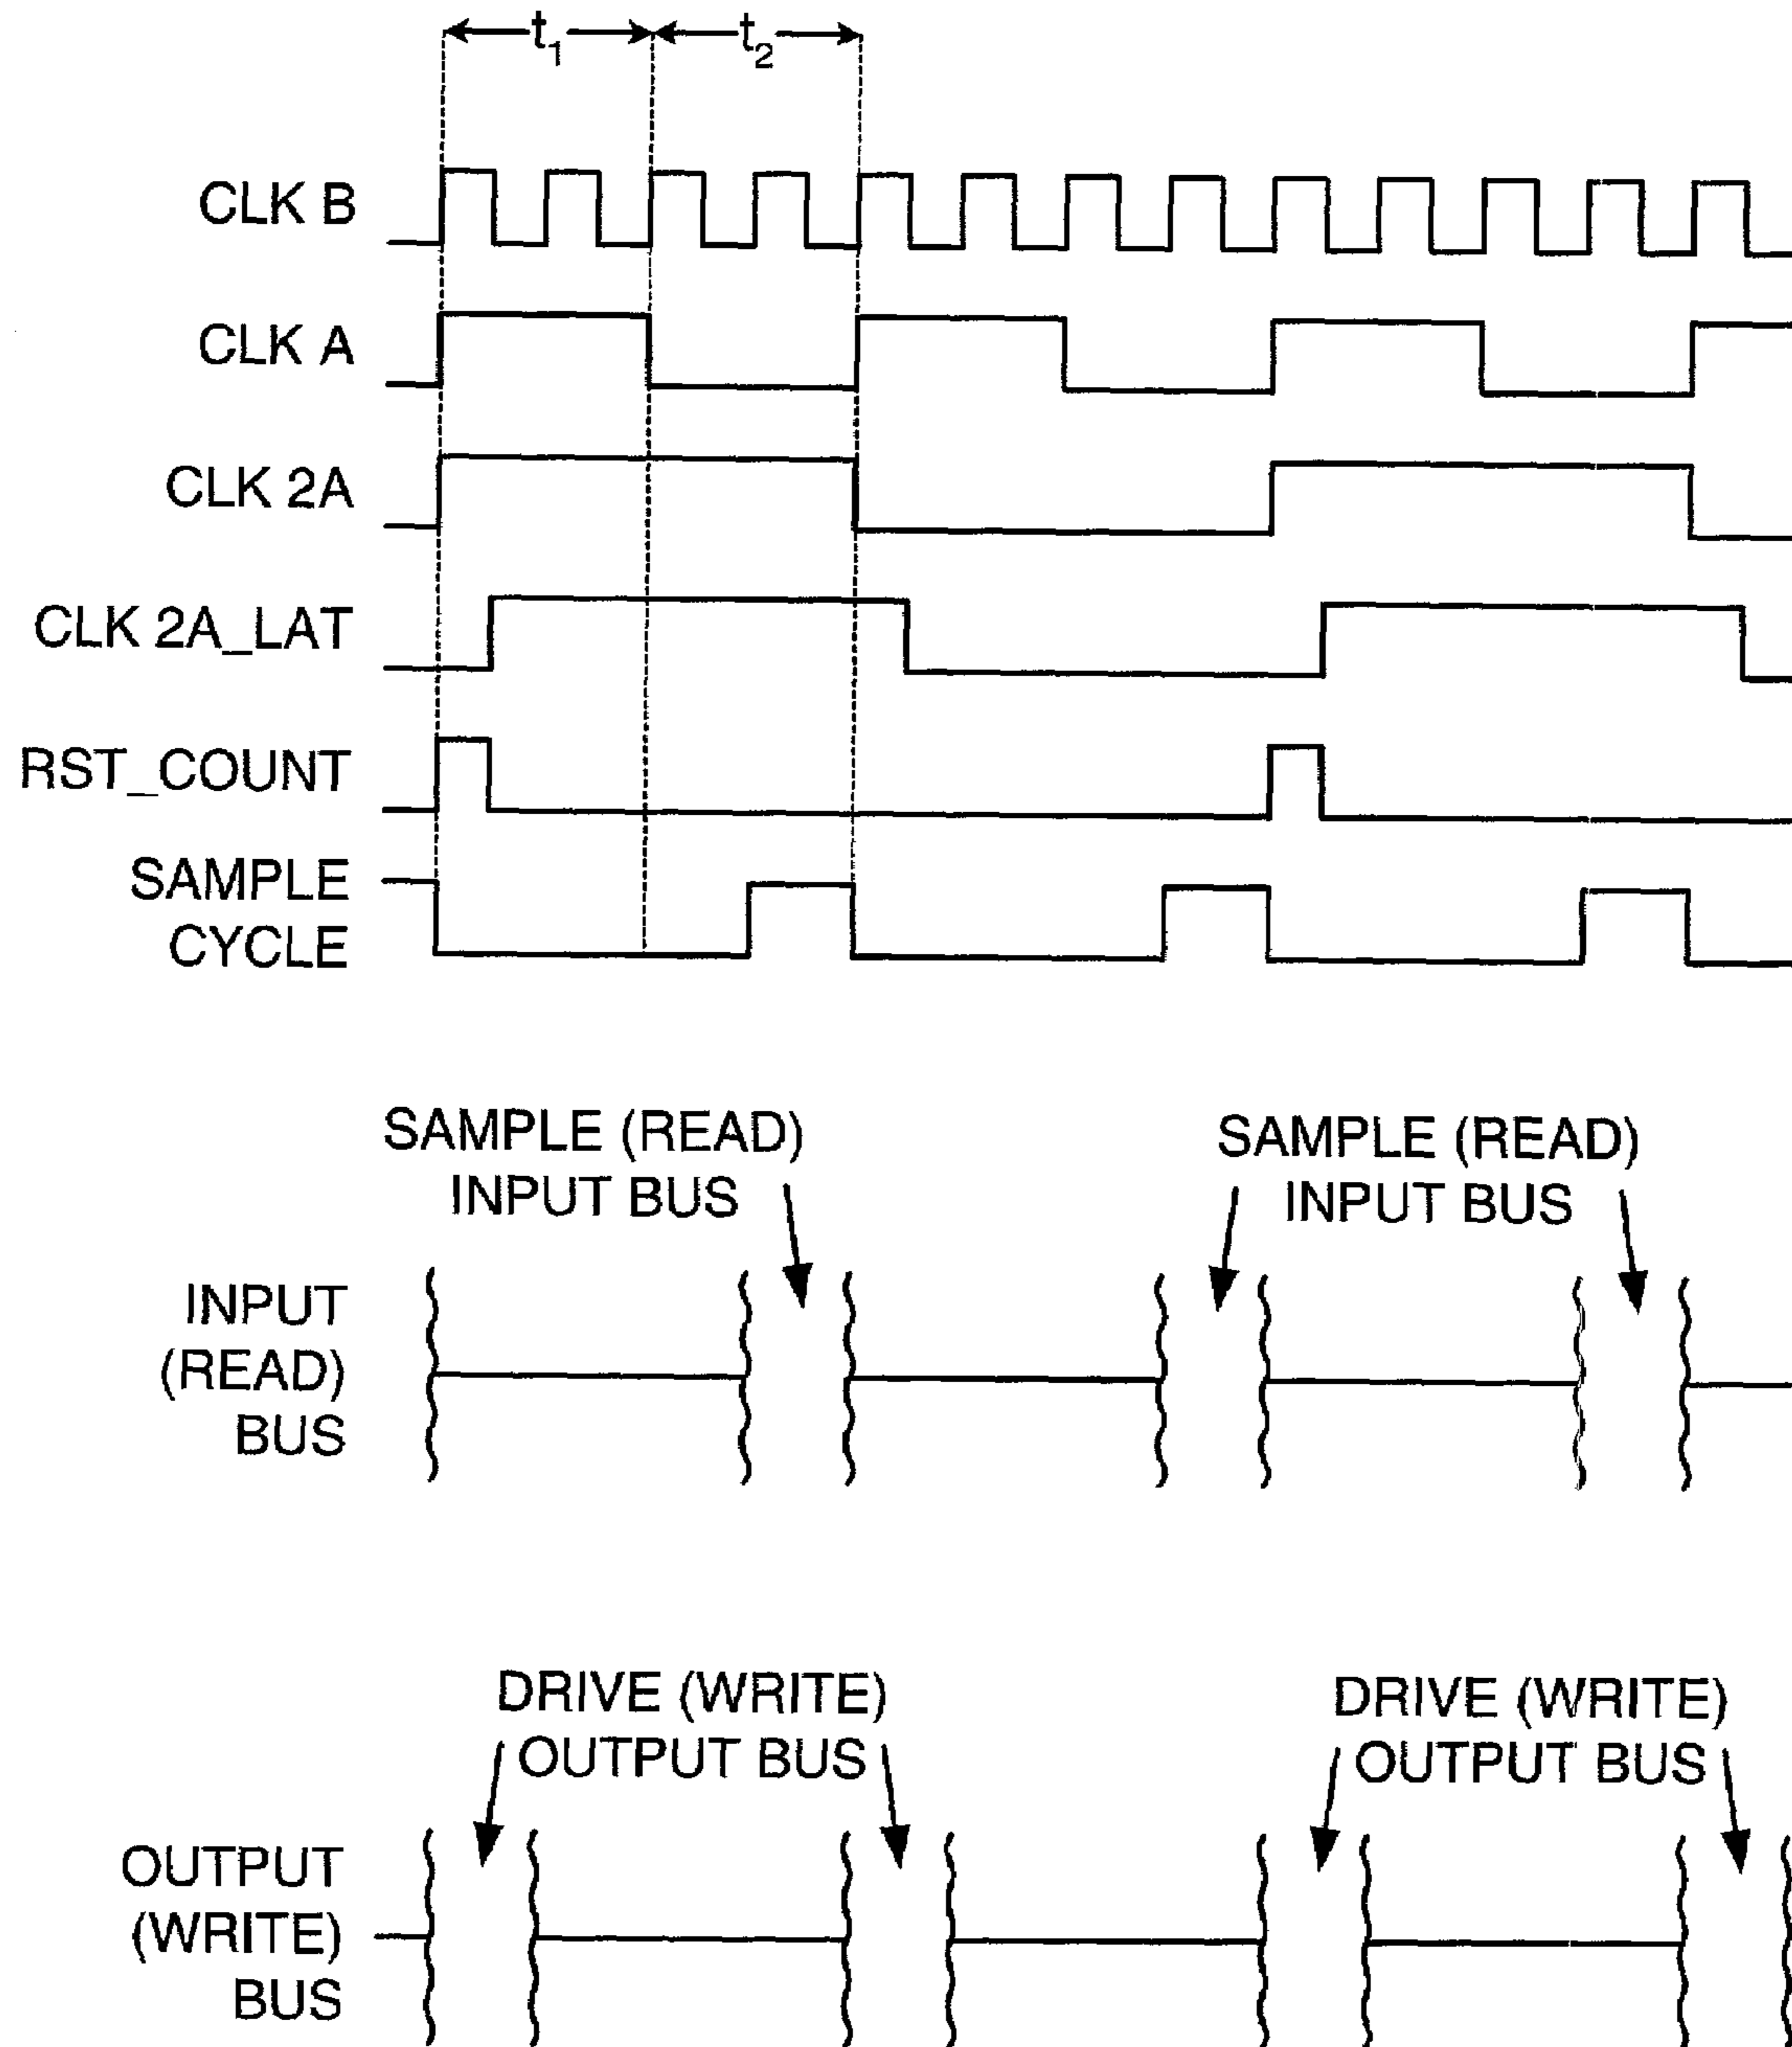 t1
t2
CLK B
CLK A
CLK 2A
CLK 2A_LAT
RST_COUNT
SAMPLE
CYCLE
SAMPLE (READ)
INPUT BUS
SAMPLE (READ)
INPUT BUS
INPUT
(READ)
BUS
DRIVE (WRITE)
OUTPUT BUS
DRIVE (WRITE)
OUTPUT BUS
OUTPUT
(WRITE)
BUS